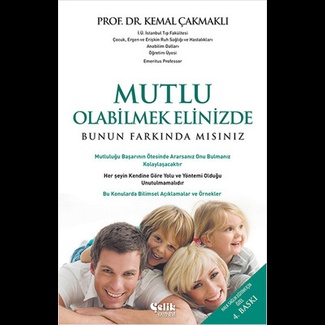 PROF. DR. KEMAL ÇAKMAKLI
İ.Ü. İstanbul Tıp Fakültesi
Çocuk, Ergen ve Erişkin Ruh Sağlığı ve Hastalıkları
Anabilim Dalları
Öğretim Üyesi
Emeritus Professor
MUTLU
OLABİLMEK ELİNİZDE
BUNUN FARKINDA MISINIZ
Mutluluğu Başarının Ötesinde Ararsanız Onu Bulmanız
Kolaylaşacaktır
Her şeyin Kendine Göre Yolu ve Yöntemi Olduğu
Unutulmamalıdır
Bu Konularda Bilimsel Açıklamalar ve Örnekler
4. BASKI
Çelik